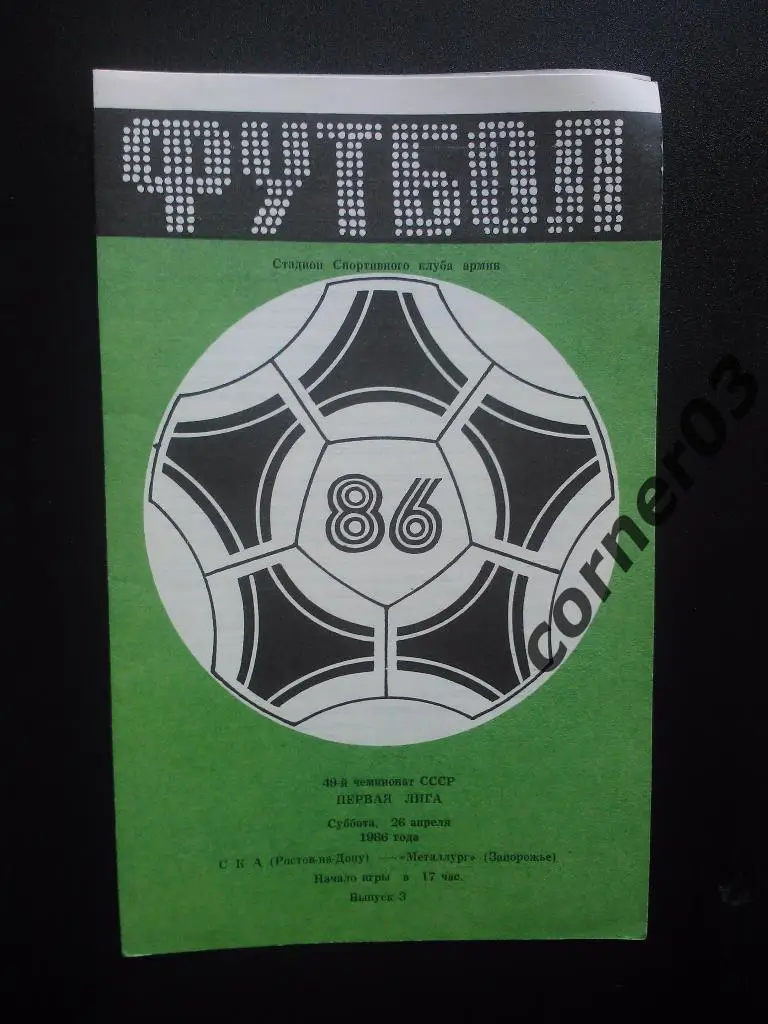 ФУТБОЛ
Стадион Спортивного клуба армии
86
49-й чемпионат СССР
ПЕРВАЯ ЛИГА
Суббота, 26 апреля
1986 года
С К А (Ростов-на-Дону) — «Металлург» (Запорожье)
Начало игры в 17 час.
Выпуск 3
corner03